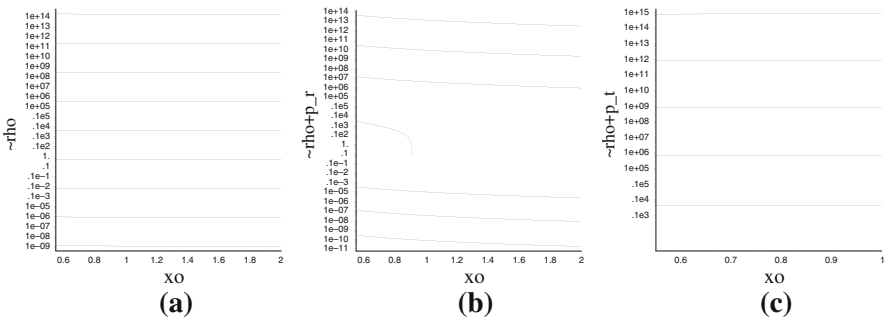 ~rho
1e+14
1e+13
1e+12
1e+11
1e+10
1e+09
1e+08
1e+07
1e+06
1e+05
.1e5
.1e4
.1e3
.1e2
1.
.1
.1e–1
.1e–2
.1e–3
1e–05
1e–06
1e–07
1e–08
1e–09
0.6 0.8 1 1.2 1.4 1.6 1.8 2
xo
(a)
~rho+p_r
1e+14
1e+13
1e+12
1e+11
1e+10
1e+09
1e+08
1e+07
1e+06
1e+05
.1e5
.1e4
.1e3
.1e2
1.
.1
.1e–1
.1e–2
.1e–3
1e–05
1e–06
1e–07
1e–08
1e–09
1e–10
1e–11
0.6 0.8 1 1.2 1.4 1.6 1.8 2
xo
(b)
~rho+p_t
1e+15
1e+14
1e+13
1e+12
1e+11
1e+10
1e+09
1e+08
1e+07
1e+06
1e+05
.1e5
.1e4
.1e3
0.6 0.7 0.8 0.9 1
xo
(c)